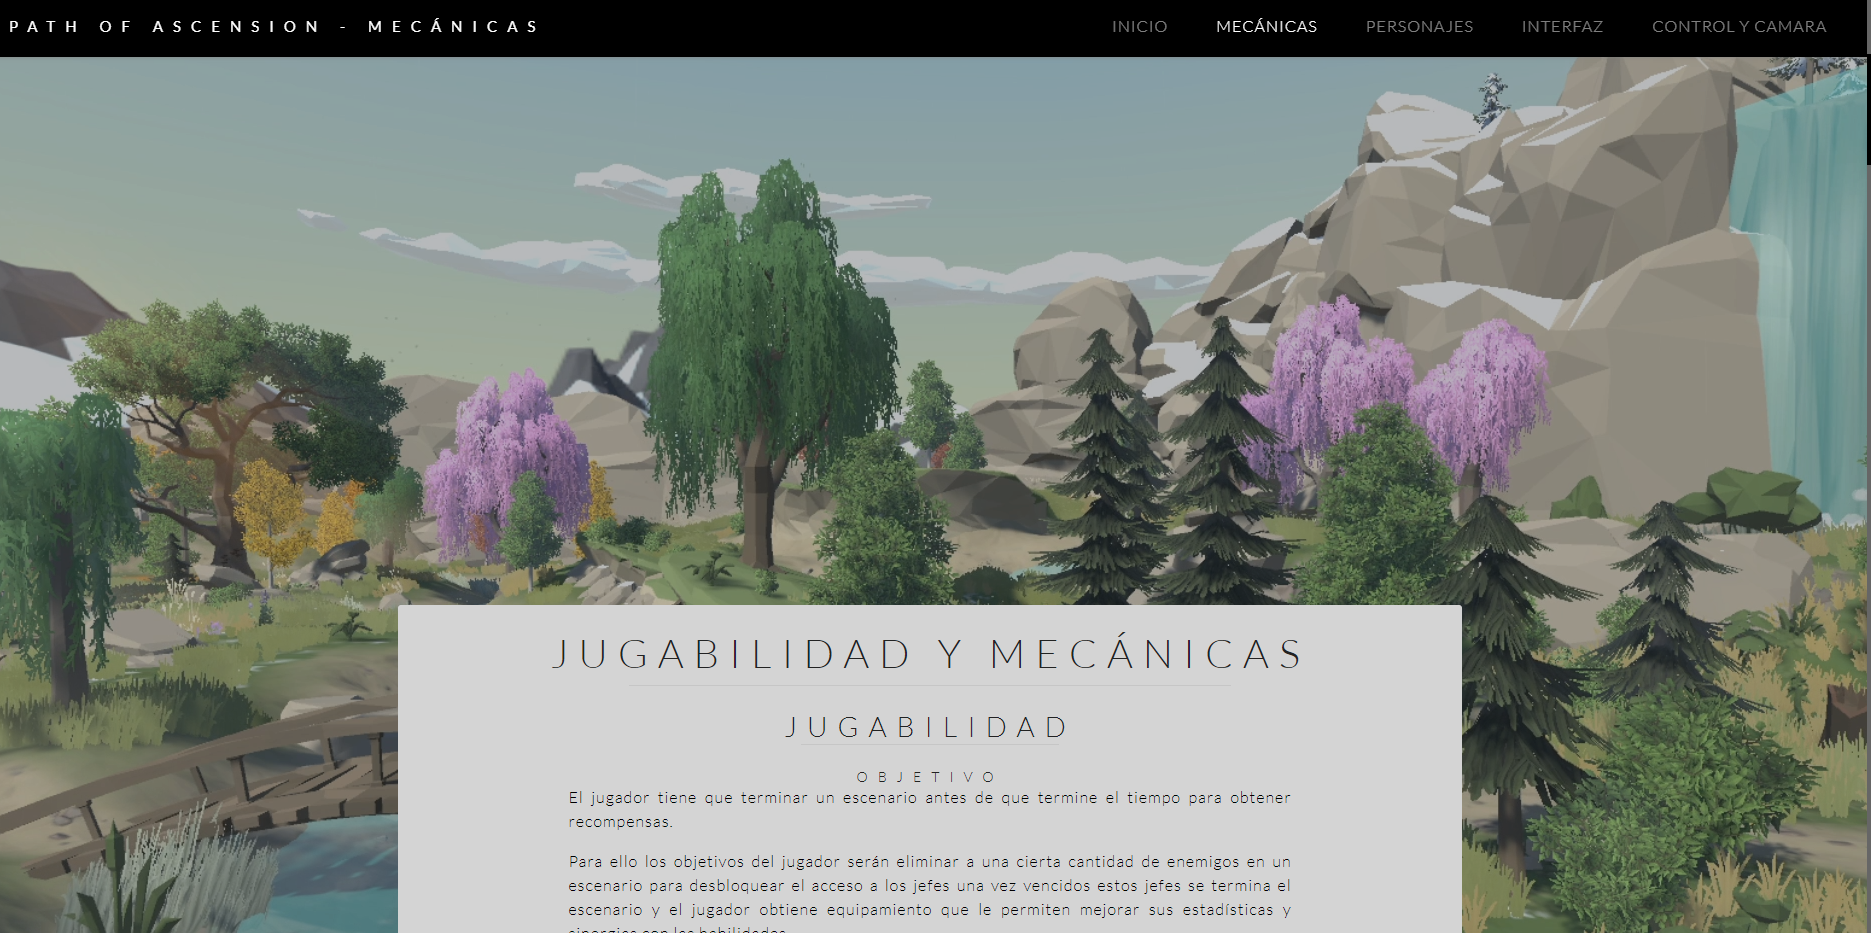 PATH OF ASCENSION - MECÁNICAS
INICIO
MECÁNICAS
PERSONAJES
INTERFAZ
CONTROL Y CAMARA
JUGABILIDAD Y MECÁNICAS
JUGABILIDAD
OBJETIVO
El jugador tiene que terminar un escenario antes de que termine el tiempo para obtener
recompensas.
Para ello los objetivos del jugador serán eliminar a una cierta cantidad de enemigos en un
escenario para desbloquear el acceso a los jefes una vez vencidos estos jefes se termina el
escenario y el jugador obtiene equipamiento que le permiten mejorar sus estadísticas y